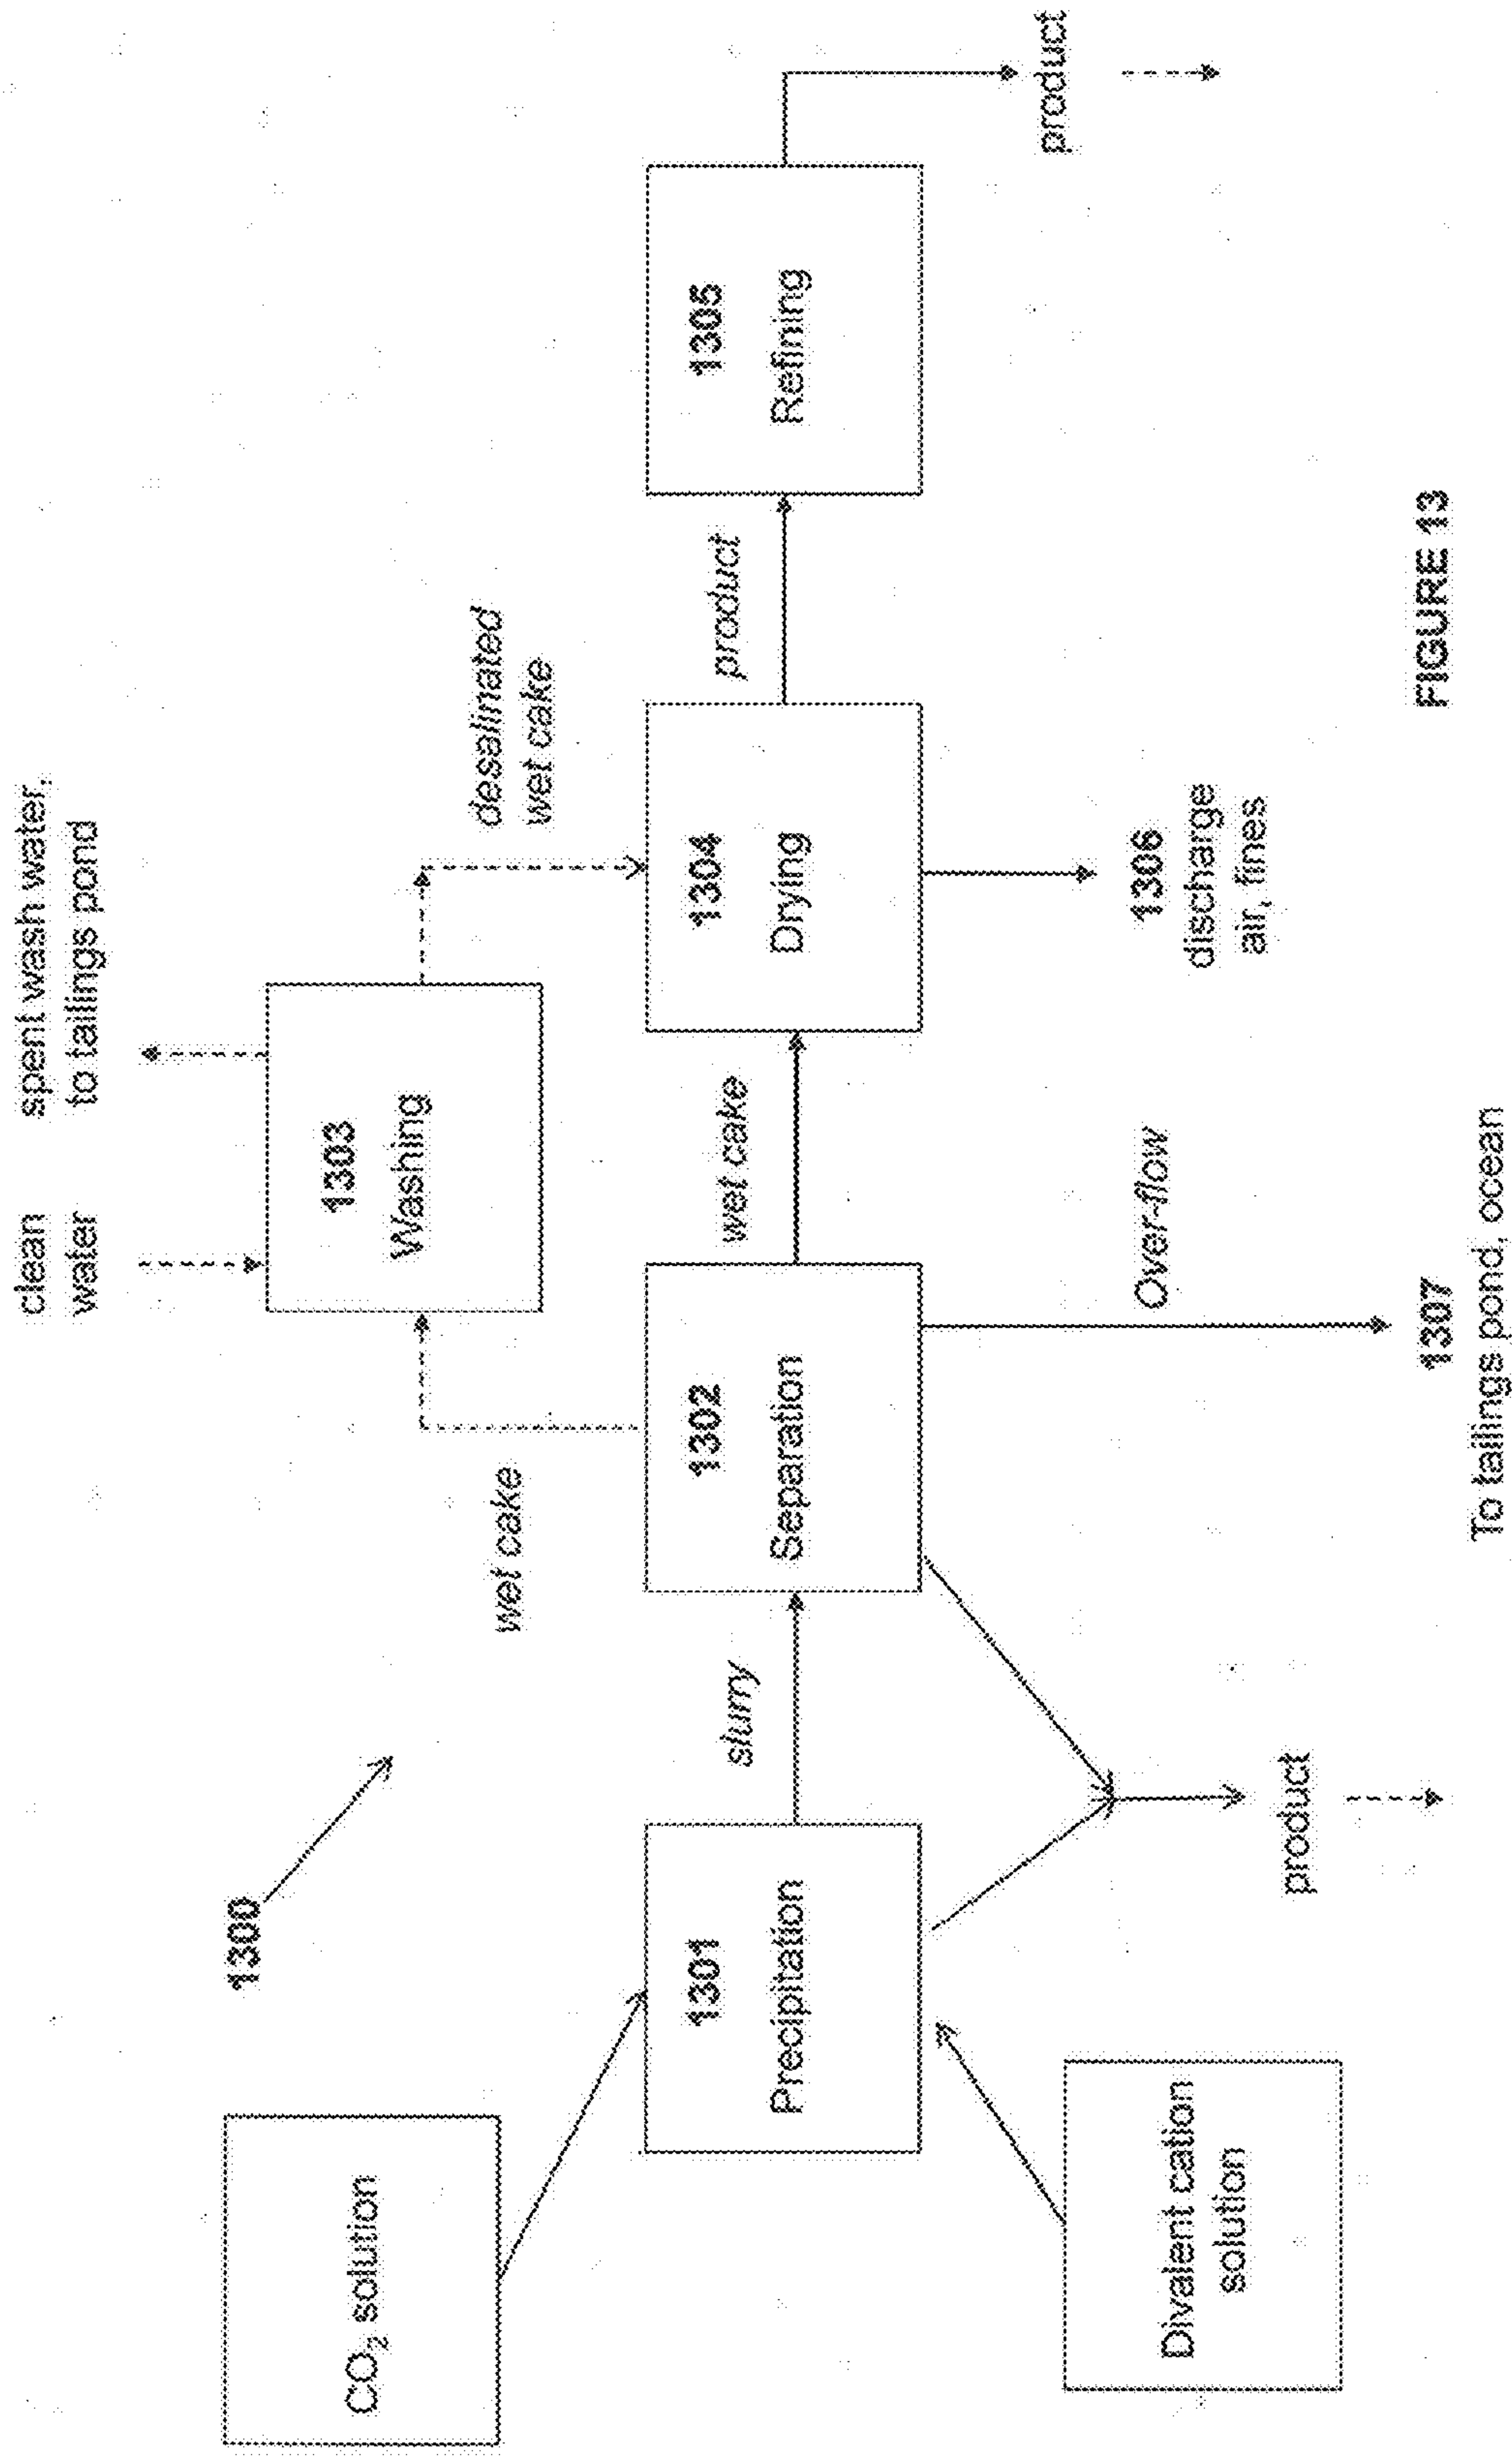 clean
water
spent wash water,
to tailings pond
1300
CO₂ solution
1303
Washing
wet cake
desalinated
wet cake
1301
Precipitation
slurry
1302
Separation
wet cake
1304
Drying
product
1305
Refining
product
Divalent cation
solution
product
Over-flow
1306
discharge
air, fines
1307
To tailings pond, ocean
FIGURE 13